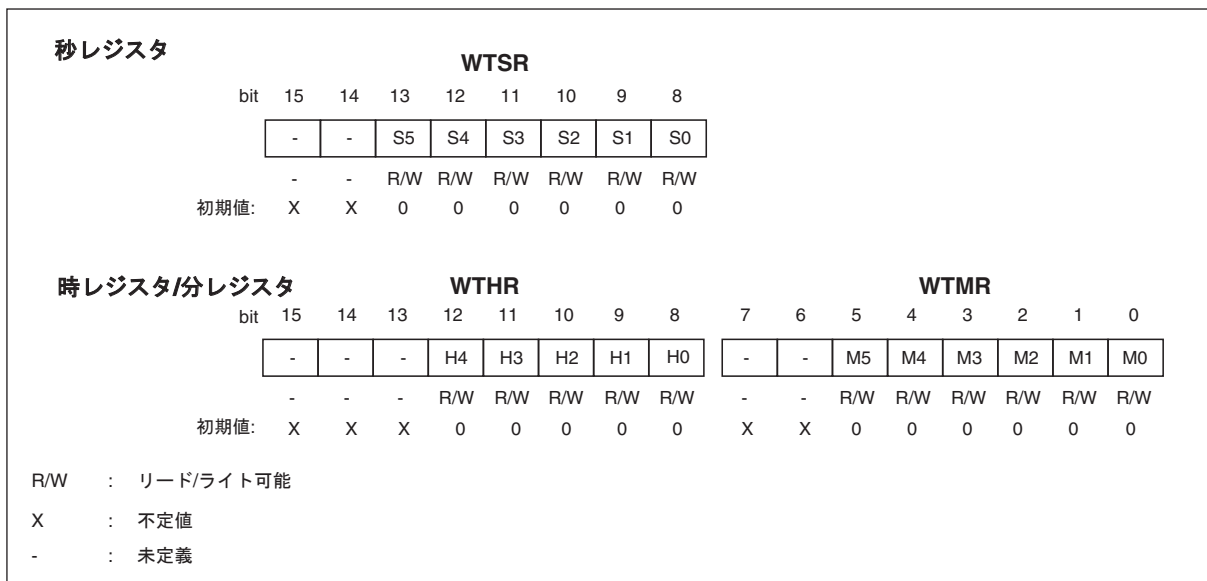 秒レジスタ
WTSR
bit 15 14 13 12 11 10 9 8
- - S5 S4 S3 S2 S1 S0
- - R/W R/W R/W R/W R/W R/W
初期値: X X 0 0 0 0 0 0
時レジスタ/分レジスタ WTHR WTMR
bit 15 14 13 12 11 10 9 8 7 6 5 4 3 2 1 0
- - - H4 H3 H2 H1 H0 - - M5 M4 M3 M2 M1 M0
- - - R/W R/W R/W R/W R/W - - R/W R/W R/W R/W R/W R/W
初期値: X X X 0 0 0 0 0 X X 0 0 0 0 0 0
R/W : リード/ライト可能
X : 不定値
- : 未定義